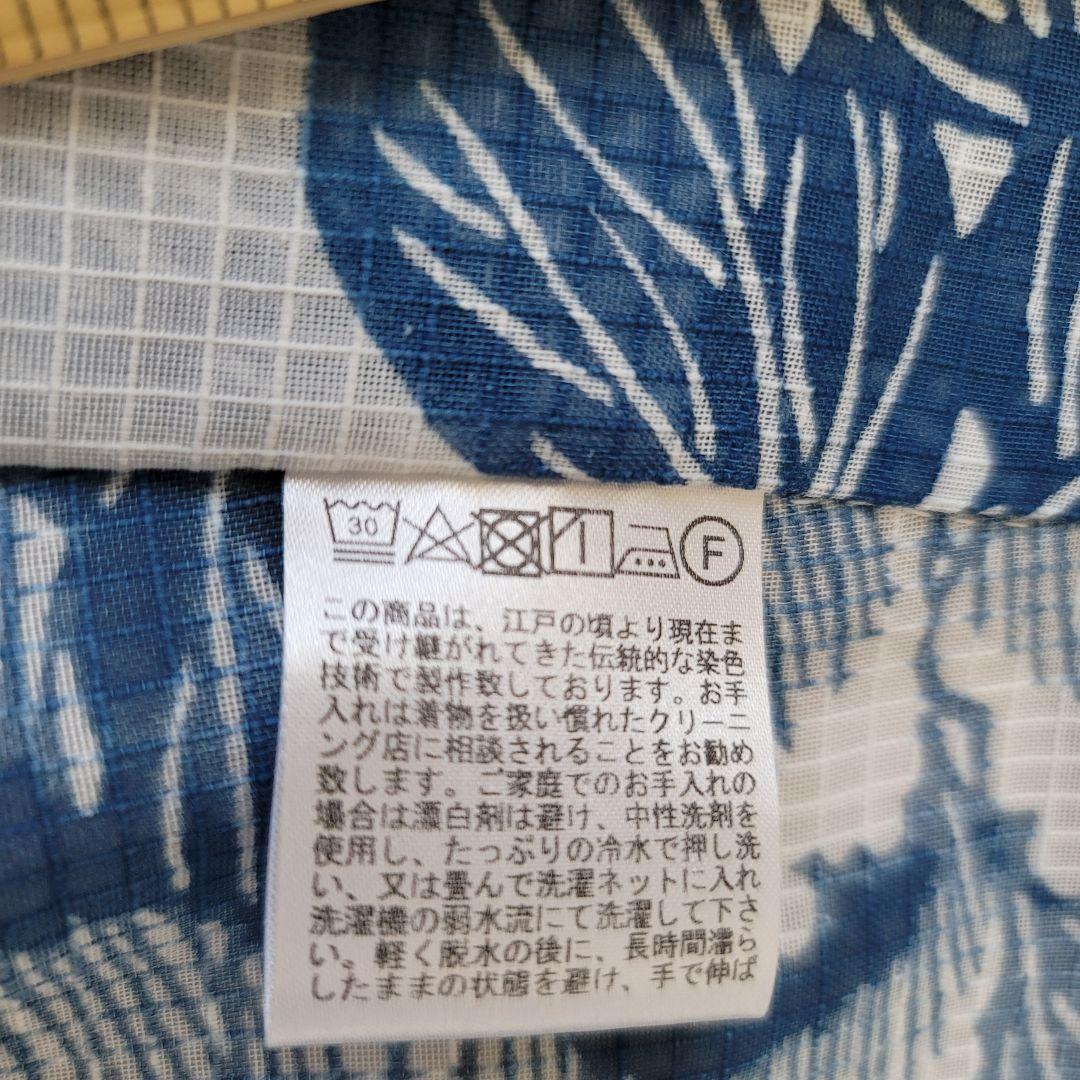 30
F
この商品は、江戸の頃より現在ま
で受け継がれてきた伝統的な染色
技術で製作致しております。お手
入れは着物を扱い慣れたクリーニ
ング店に相談されることをお勧め
致します。ご家庭でのお手入れの
場合は漂白剤は避け、中性洗剤を
使用し、たっぷりの冷水で押し洗
い、又は畳んで洗濯ネットに入れ
洗濯機の弱水流にて洗濯して下さ
い。軽く脱水の後に、長時間濡ら
したままの状態を避け、手で伸ば